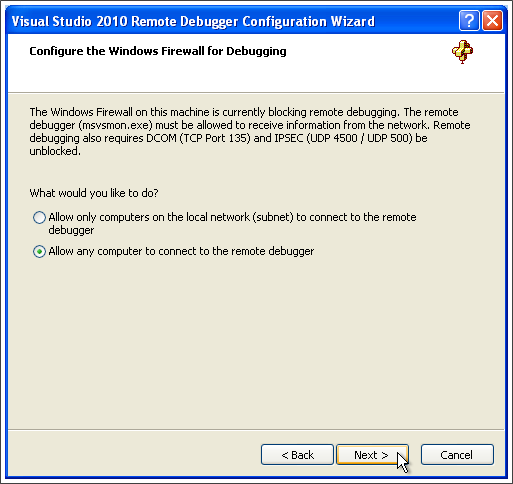 Visual Studio 2010 Remote Debugger Configuration Wizard
Configure the Windows Firewall for Debugging
The Windows Firewall on this machine is currently blocking remote debugging. The remote
debugger (msvsmon.exe) must be allowed to receive information from the network. Remote
debugging also requires DCOM (TCP Port 135) and IPSEC (UDP 4500 / UDP 500) be
unblocked.
What would you like to do?
Allow only computers on the local network (subnet) to connect to the remote
debugger
Allow any computer to connect to the remote debugger
< Back Next > Cancel